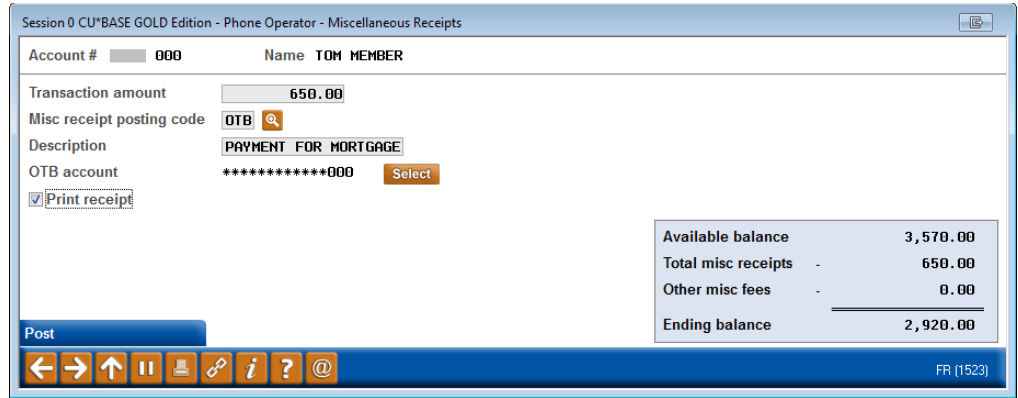 Session 0 CU*BASE GOLD Edition - Phone Operator - Miscellaneous Receipts
Account # 000 Name TOM MEMBER
Transaction amount 650.00
Misc receipt posting code OTB
Description PAYMENT FOR MORTGAGE
OTB account ************000 Select
Print receipt
Available balance 3,570.00
Total misc receipts - 650.00
Other misc fees - 0.00
Ending balance 2,920.00
Post
i ? @ FR (1523)